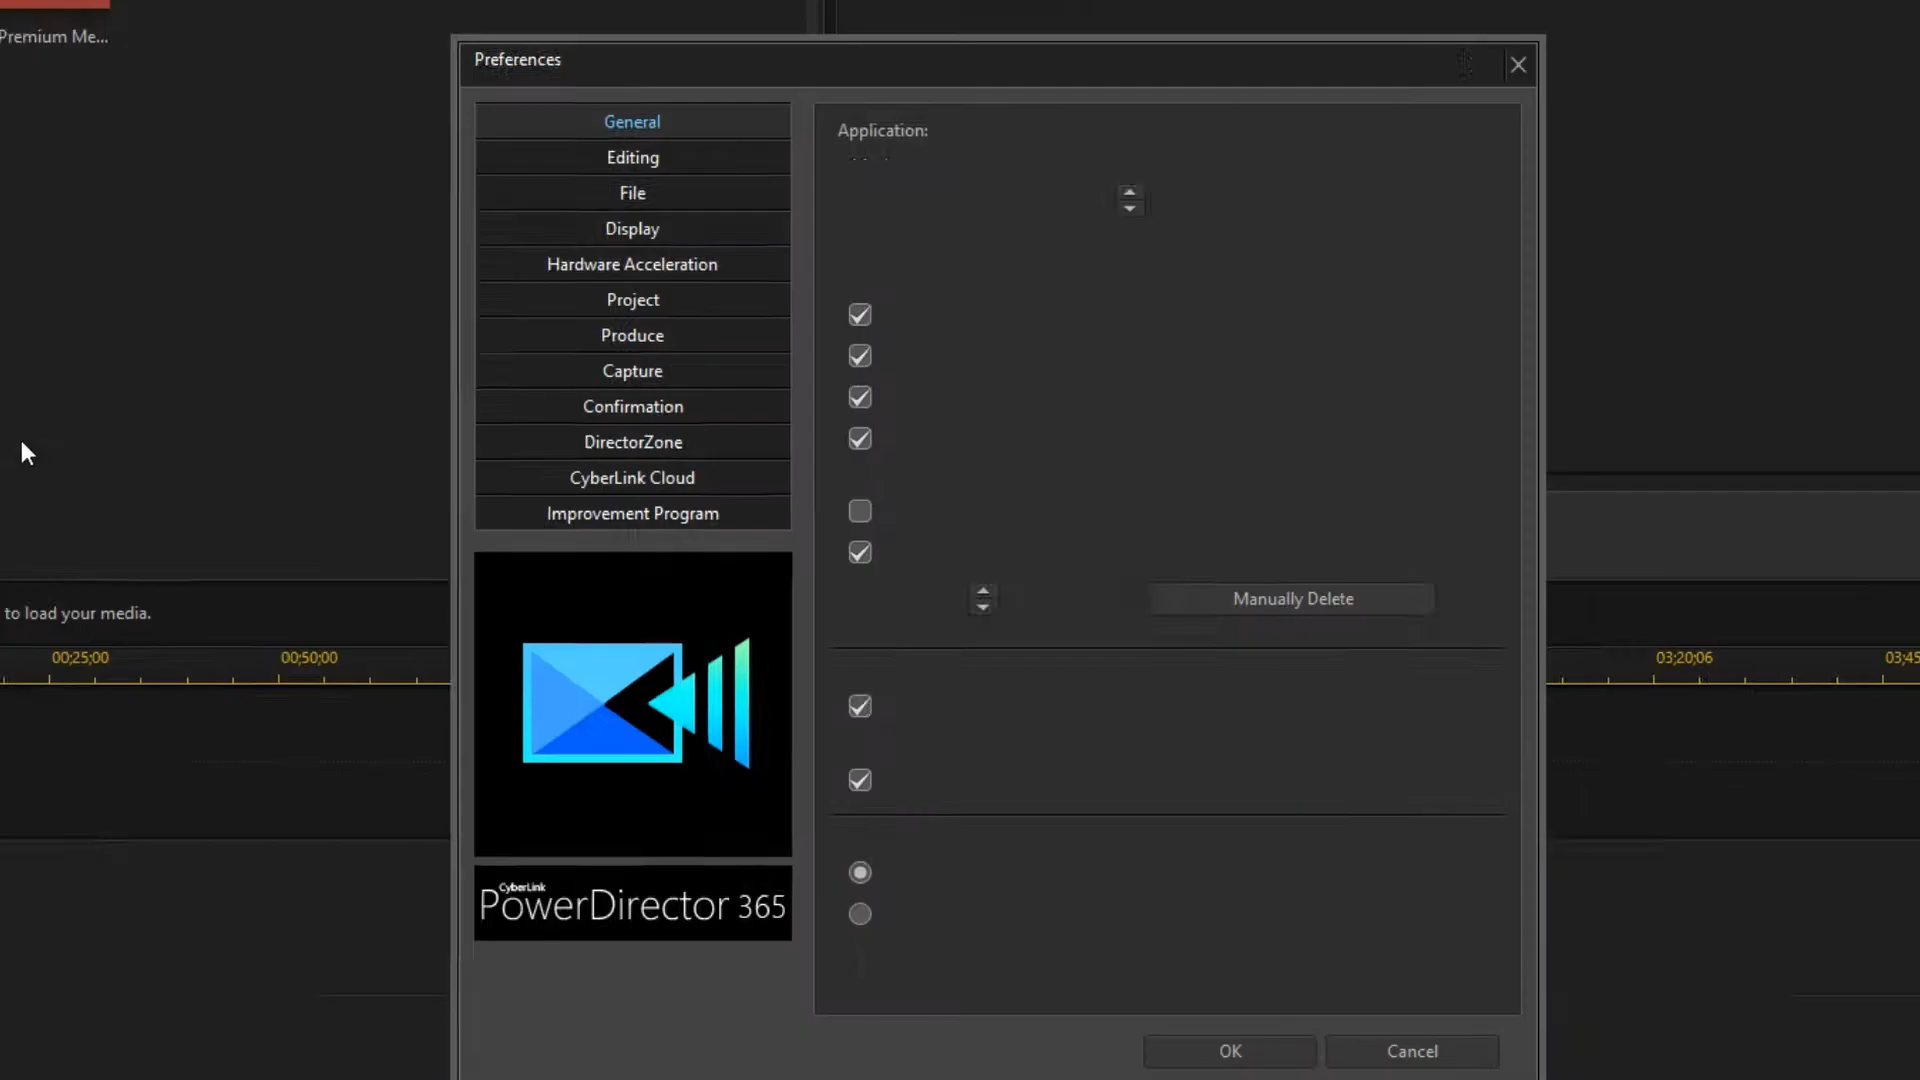 Premium Me...
Preferences
General
Editing
File
Display
Hardware Acceleration
Project
Produce
Capture
Confirmation
DirectorZone
CyberLink Cloud
Improvement Program
Application:
Manually Delete
to load your media.
00;25;00
00;50;00
03;20;06
03;45
CyberLink
PowerDirector 365
OK
Cancel